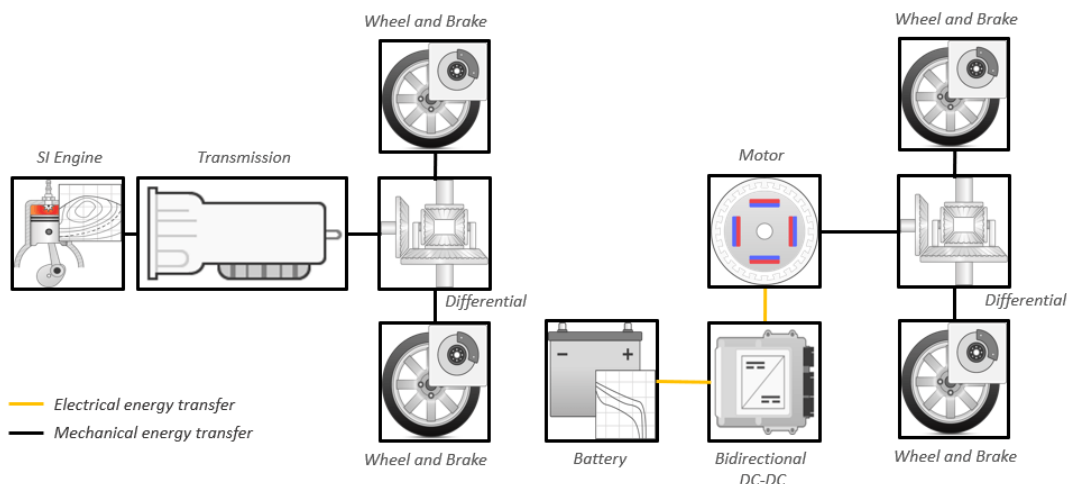 Wheel and Brake
Wheel and Brake
SI Engine
Transmission
Motor
Differential
Differential
Electrical energy transfer
Mechanical energy transfer
Wheel and Brake
Battery
Bidirectional
DC-DC
Wheel and Brake